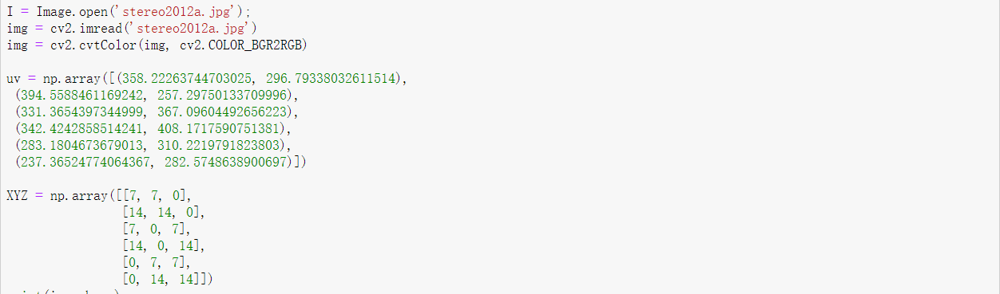 I = Image.open('stereo2012a.jpg');
img = cv2.imread('stereo2012a.jpg')
img = cv2.cvtColor(img, cv2.COLOR_BGR2RGB)
uv = np.array([(358.22263744703025, 296.79338032611514),
(394.5588461169242, 257.29750133709996),
(331.3654397344999, 367.09604492656223),
(342.4242858514241, 408.1717590751381),
(283.1804673679013, 310.2219791823803),
(237.36524774064367, 282.5748638900697)])
XYZ = np.array([[7, 7, 0],
[14, 14, 0],
[7, 0, 7],
[14, 0, 14],
[0, 7, 7],
[0, 14, 14]])